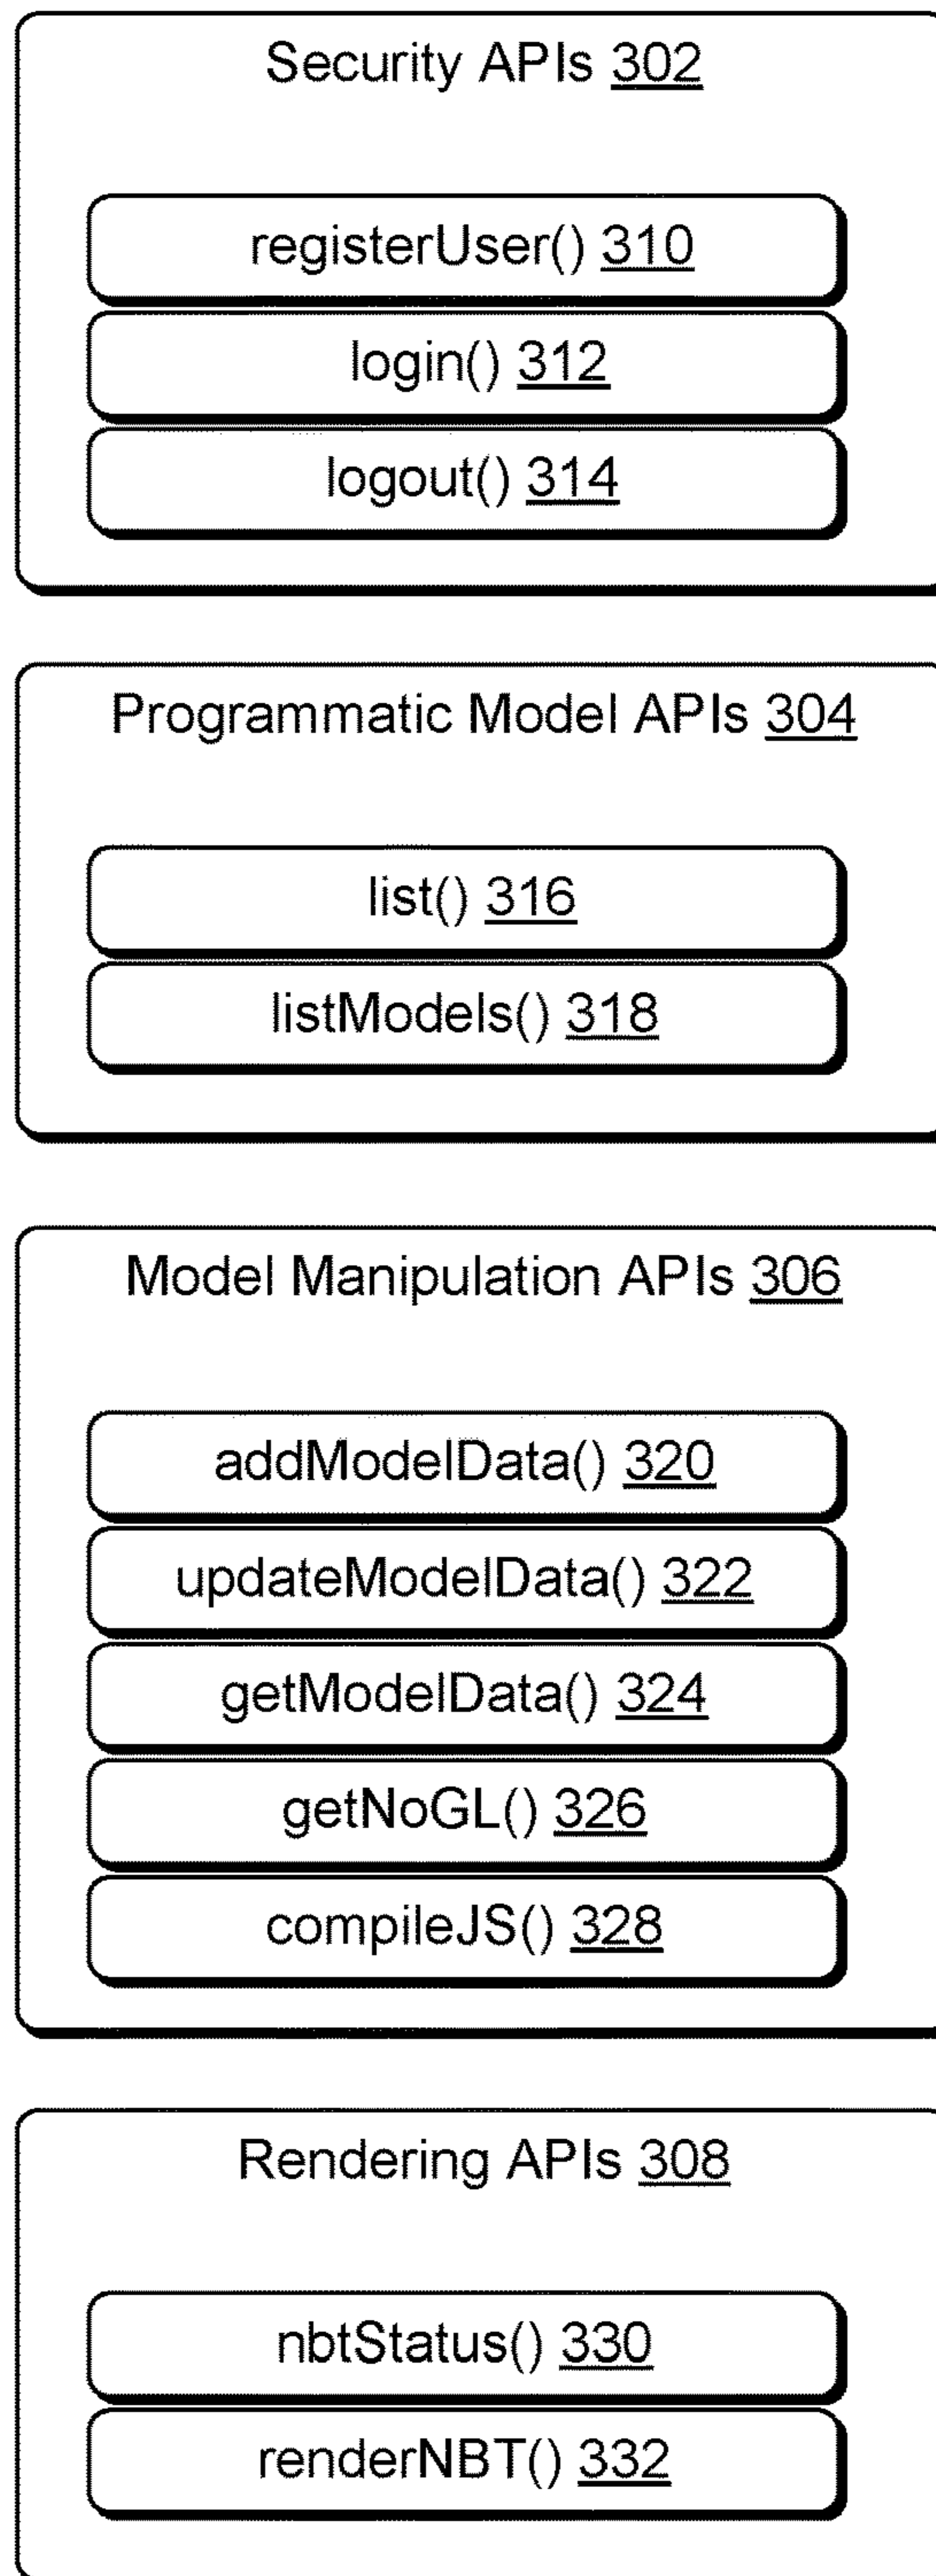 Security APIs 302
registerUser() 310
login() 312
logout() 314
Programmatic Model APIs 304
list() 316
listModels() 318
Model Manipulation APIs 306
addModelData() 320
updateModelData() 322
getModelData() 324
getNoGL() 326
compileJS() 328
Rendering APIs 308
nbtStatus() 330
renderNBT() 332